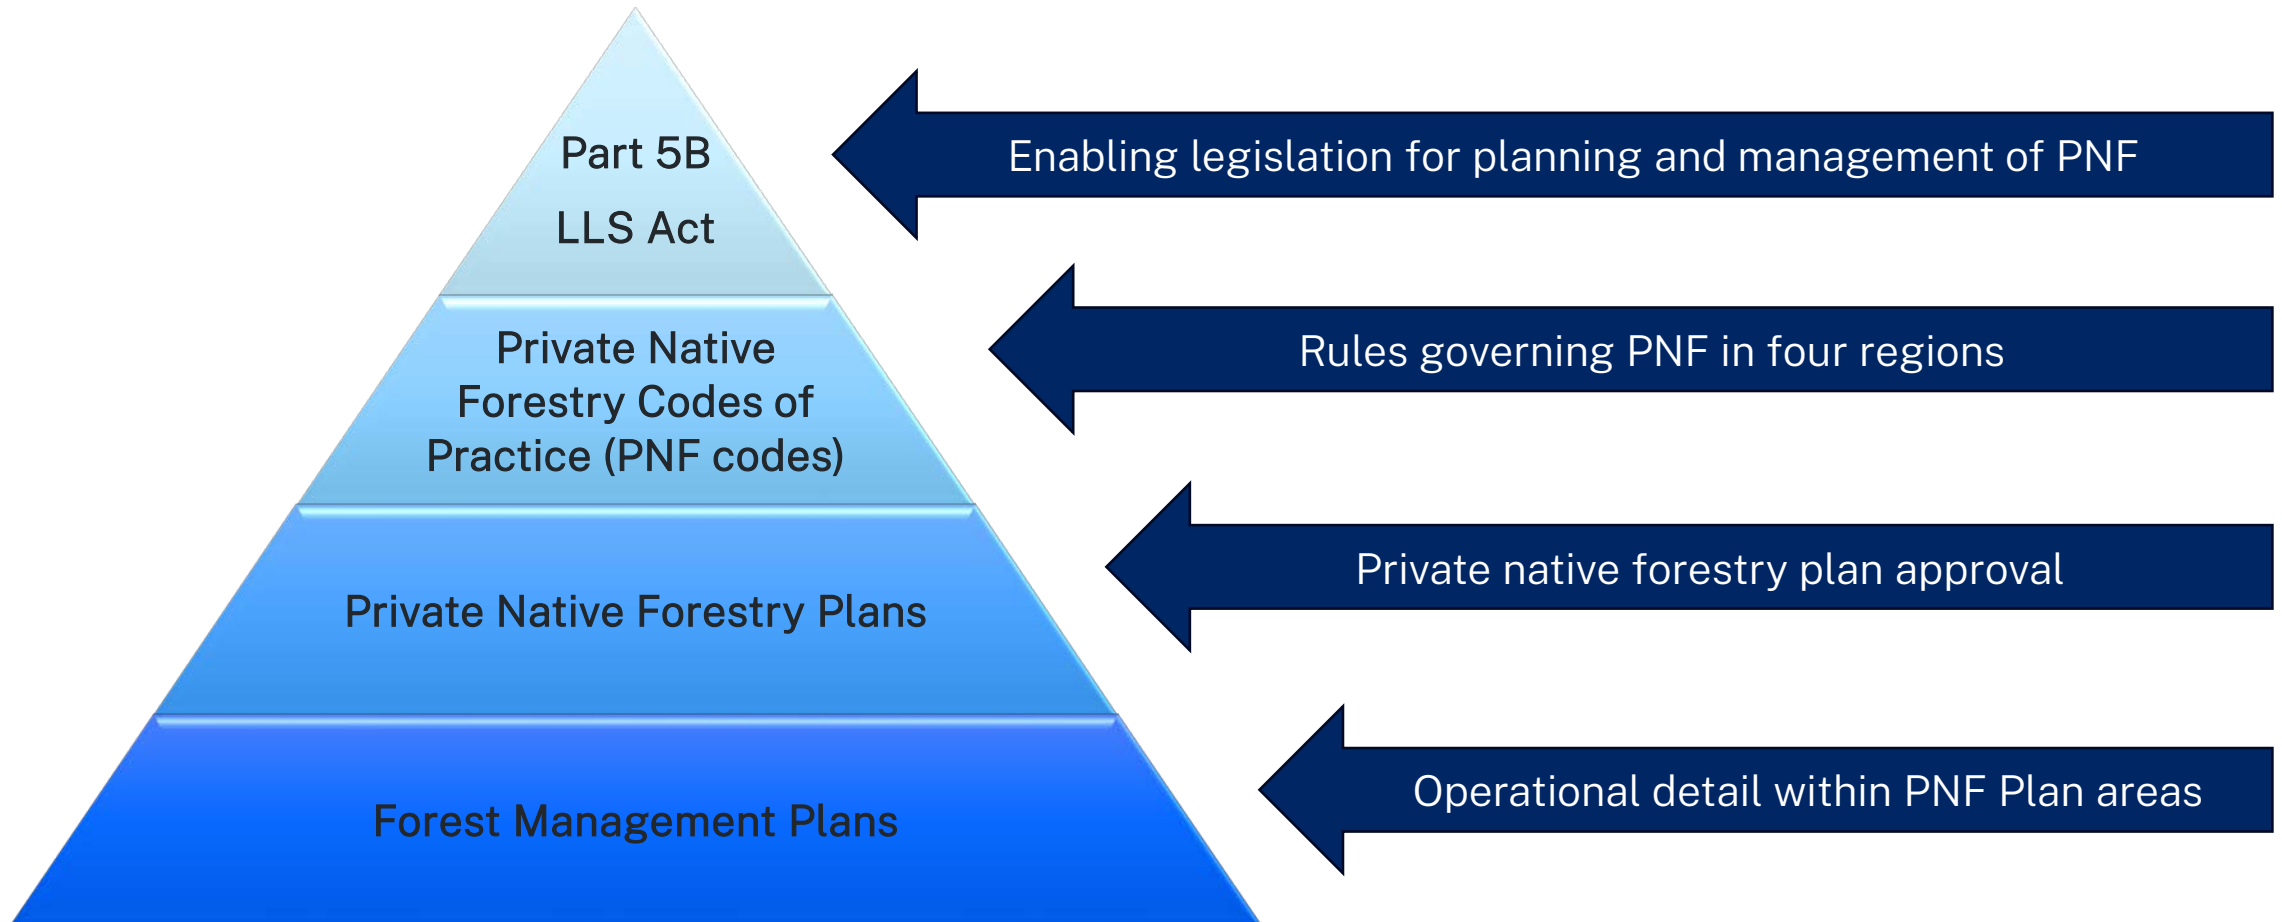 Part 5B
LLS Act
Enabling legislation for planning and management of PNF
Private Native
Forestry Codes of
Practice (PNF codes)
Rules governing PNF in four regions
Private Native Forestry Plans
Private native forestry plan approval
Forest Management Plans
Operational detail within PNF Plan areas